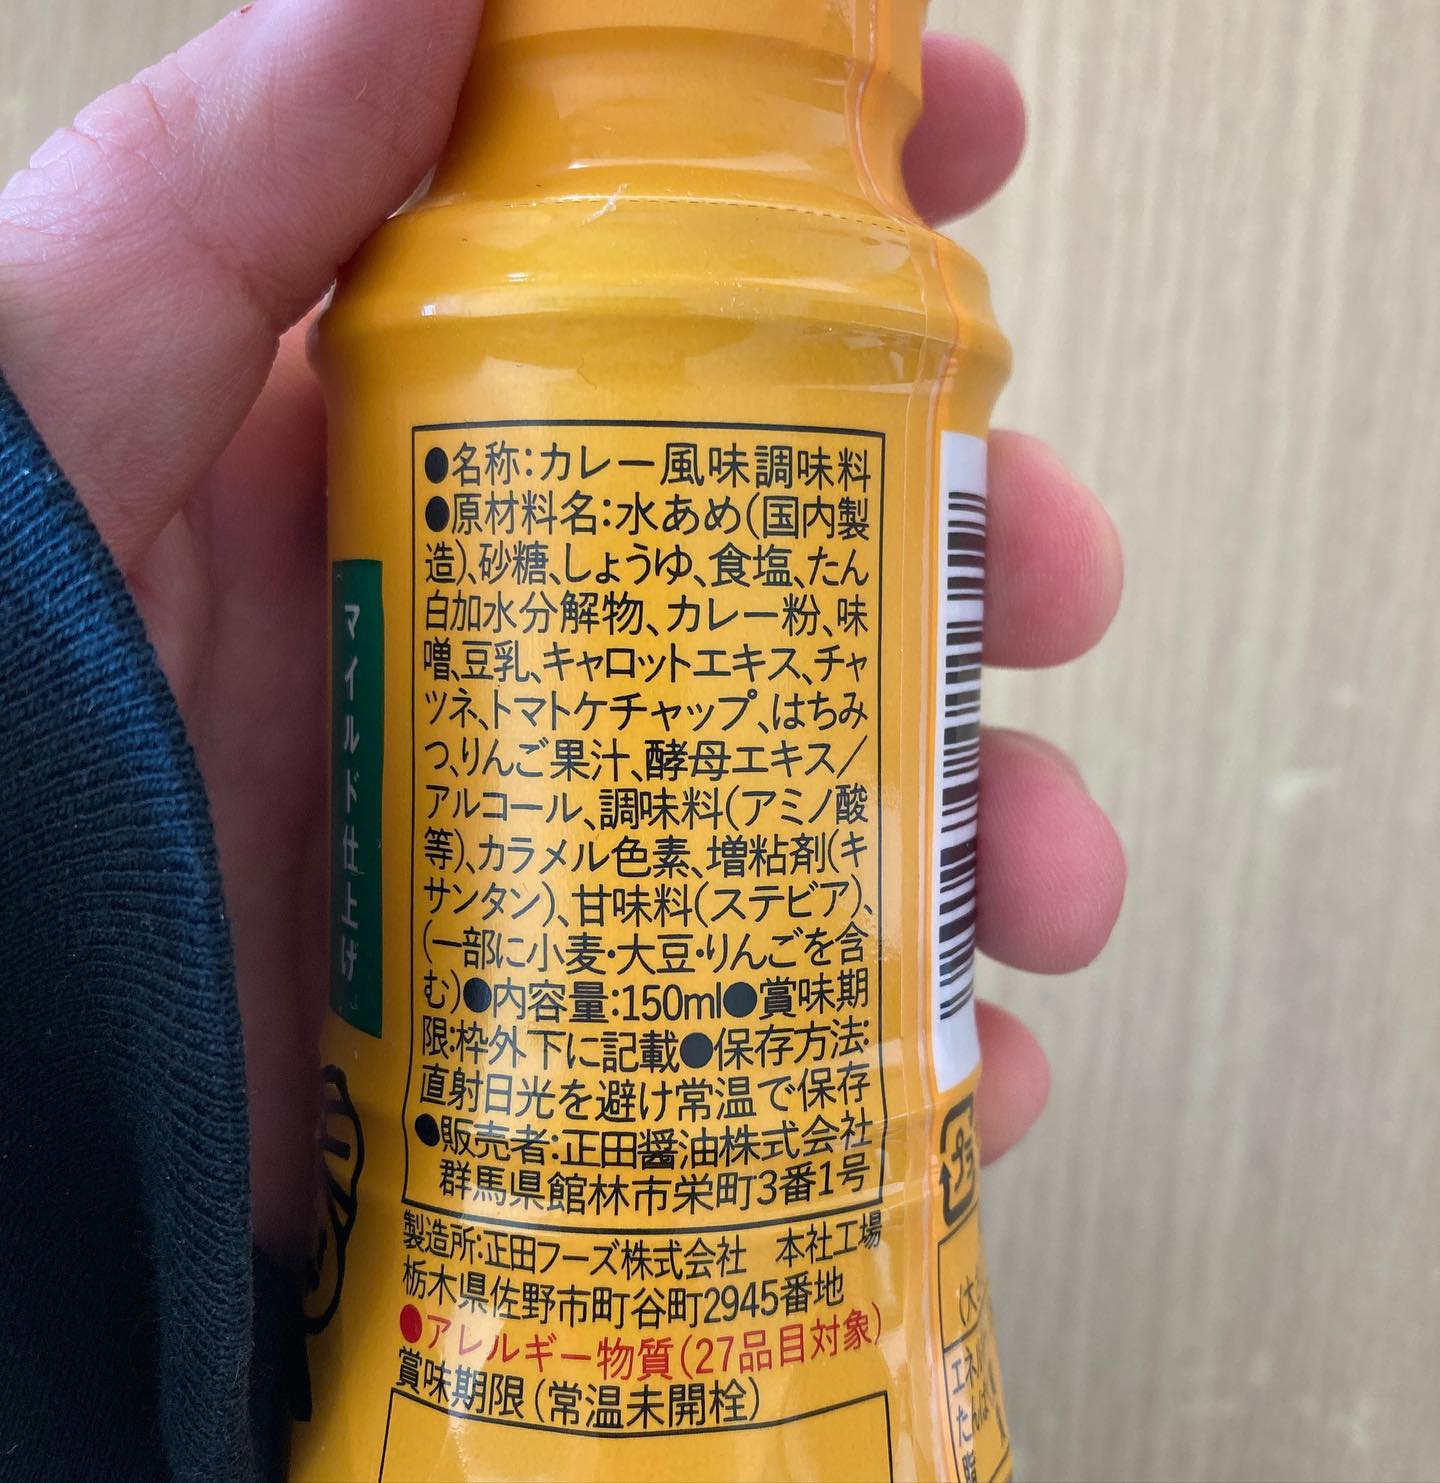 ●名称:カレー風味調味料
●原材料名:水あめ(国内製
造)、砂糖、しょうゆ、食塩、たん
白加水分解物、カレー粉、味
噌、豆乳、キャロットエキス、チャ
ツネ、トマトケチャップ、はちみ
つ、りんご果汁、酵母エキス/
アルコール、調味料(アミノ酸
等)、カラメル色素、増粘剤(キ
サンタン)、甘味料(ステビア)、
(一部に小麦・大豆・りんごを含
む)●内容量:150ml●賞味期
限:枠外下に記載●保存方法:
直射日光を避け常温で保存
●販売者:正田醤油株式会社
群馬県館林市栄町3番1号
製造所:正田フーズ株式会社 本社工場
栃木県佐野市町谷町2945番地
●アレルギー物質(27品目対象)
賞味期限(常温未開栓)
マイルド仕上げ
プラ